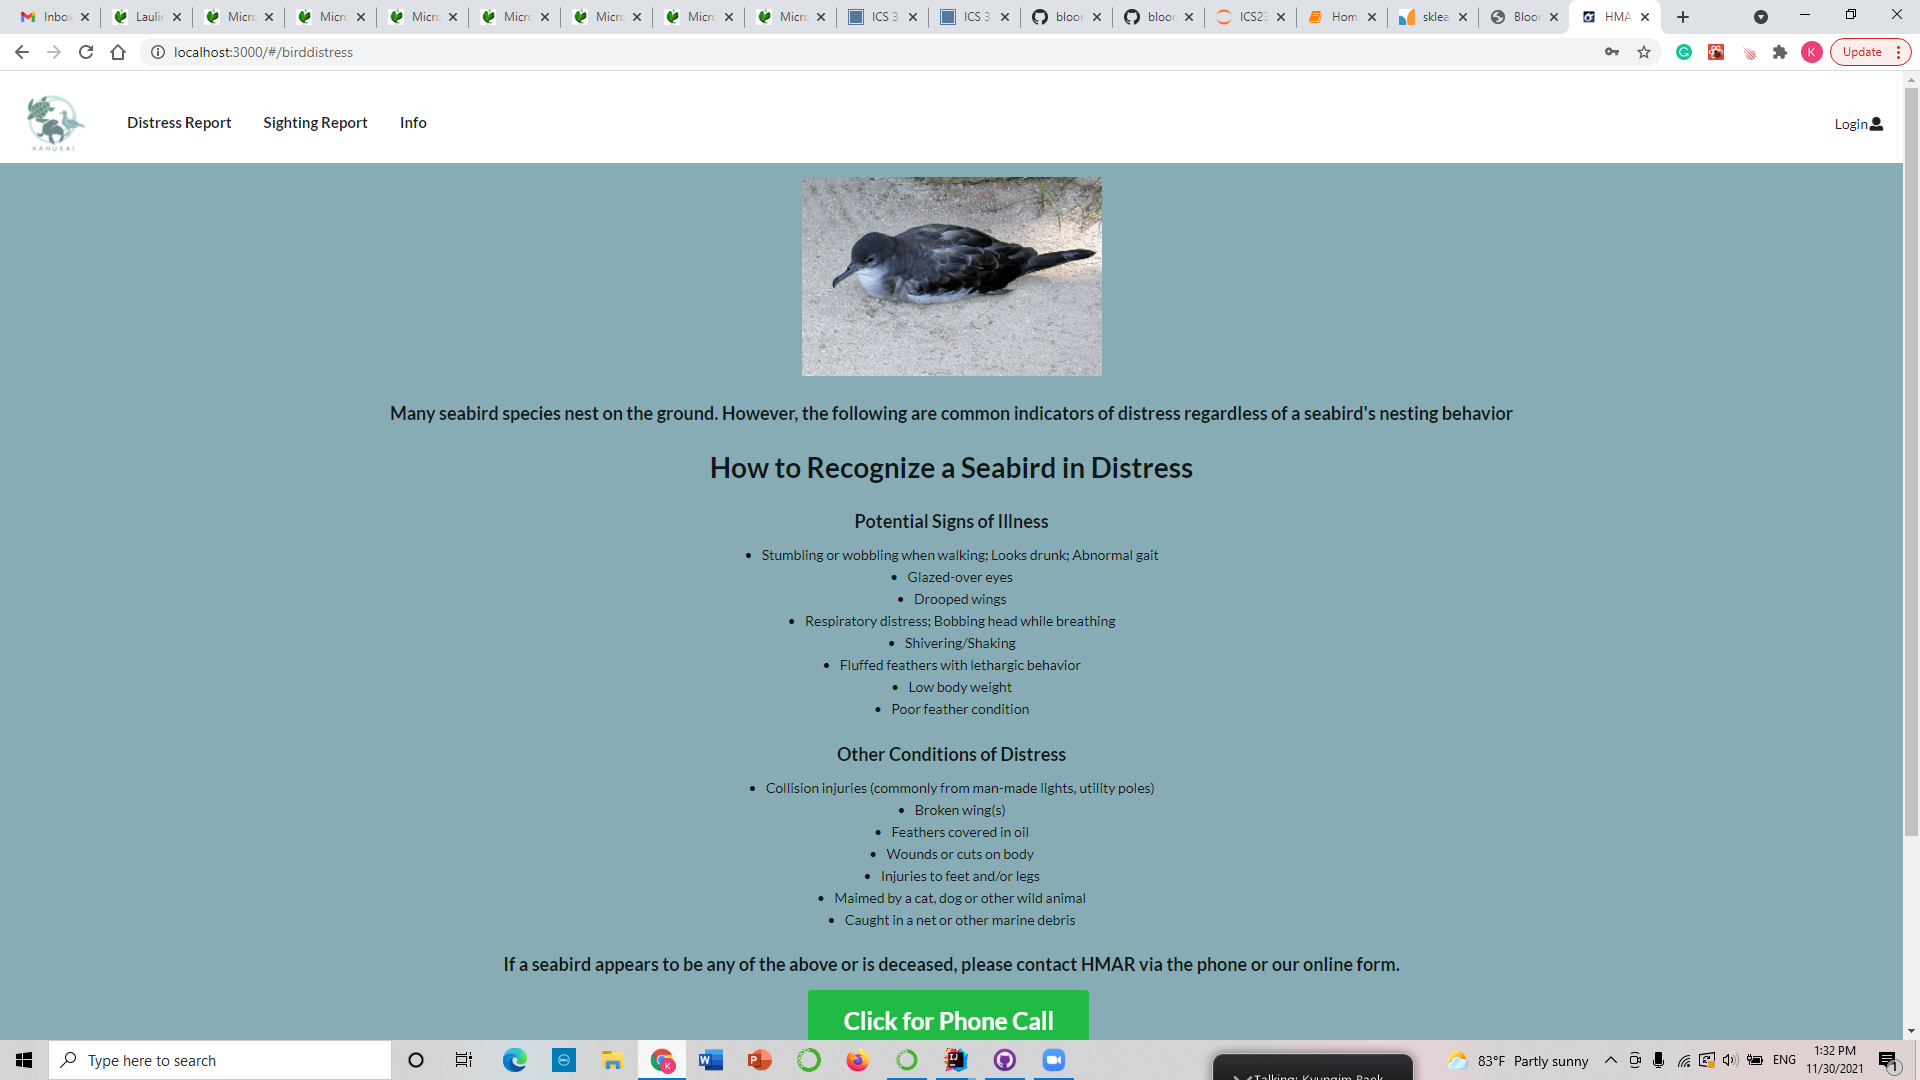 Inbo
Laulir
Micro
Micro
Micro
Micro
Micro
Micro
Micro
ICS 3
ICS 3
bloor
bloor
ICS23
Hom
sklea
Bloor
HMA
localhost:3000/#/birddistress
K
Update
KAHUKAI
Distress Report
Sighting Report
Info
Login
Many seabird species nest on the ground. However, the following are common indicators of distress regardless of a seabird's nesting behavior
How to Recognize a Seabird in Distress
Potential Signs of Illness
• Stumbling or wobbling when walking; Looks drunk; Abnormal gait
• Glazed-over eyes
• Drooped wings
• Respiratory distress; Bobbing head while breathing
• Shivering/Shaking
• Fluffed feathers with lethargic behavior
• Low body weight
• Poor feather condition
Other Conditions of Distress
• Collision injuries (commonly from man-made lights, utility poles)
• Broken wing(s)
• Feathers covered in oil
• Wounds or cuts on body
• Injuries to feet and/or legs
• Maimed by a cat, dog or other wild animal
• Caught in a net or other marine debris
If a seabird appears to be any of the above or is deceased, please contact HMAR via the phone or our online form.
Click for Phone Call
Type here to search
Talking: Kyungim Baek
83°F Partly sunny
ENG
1:32 PM
11/30/2021
1